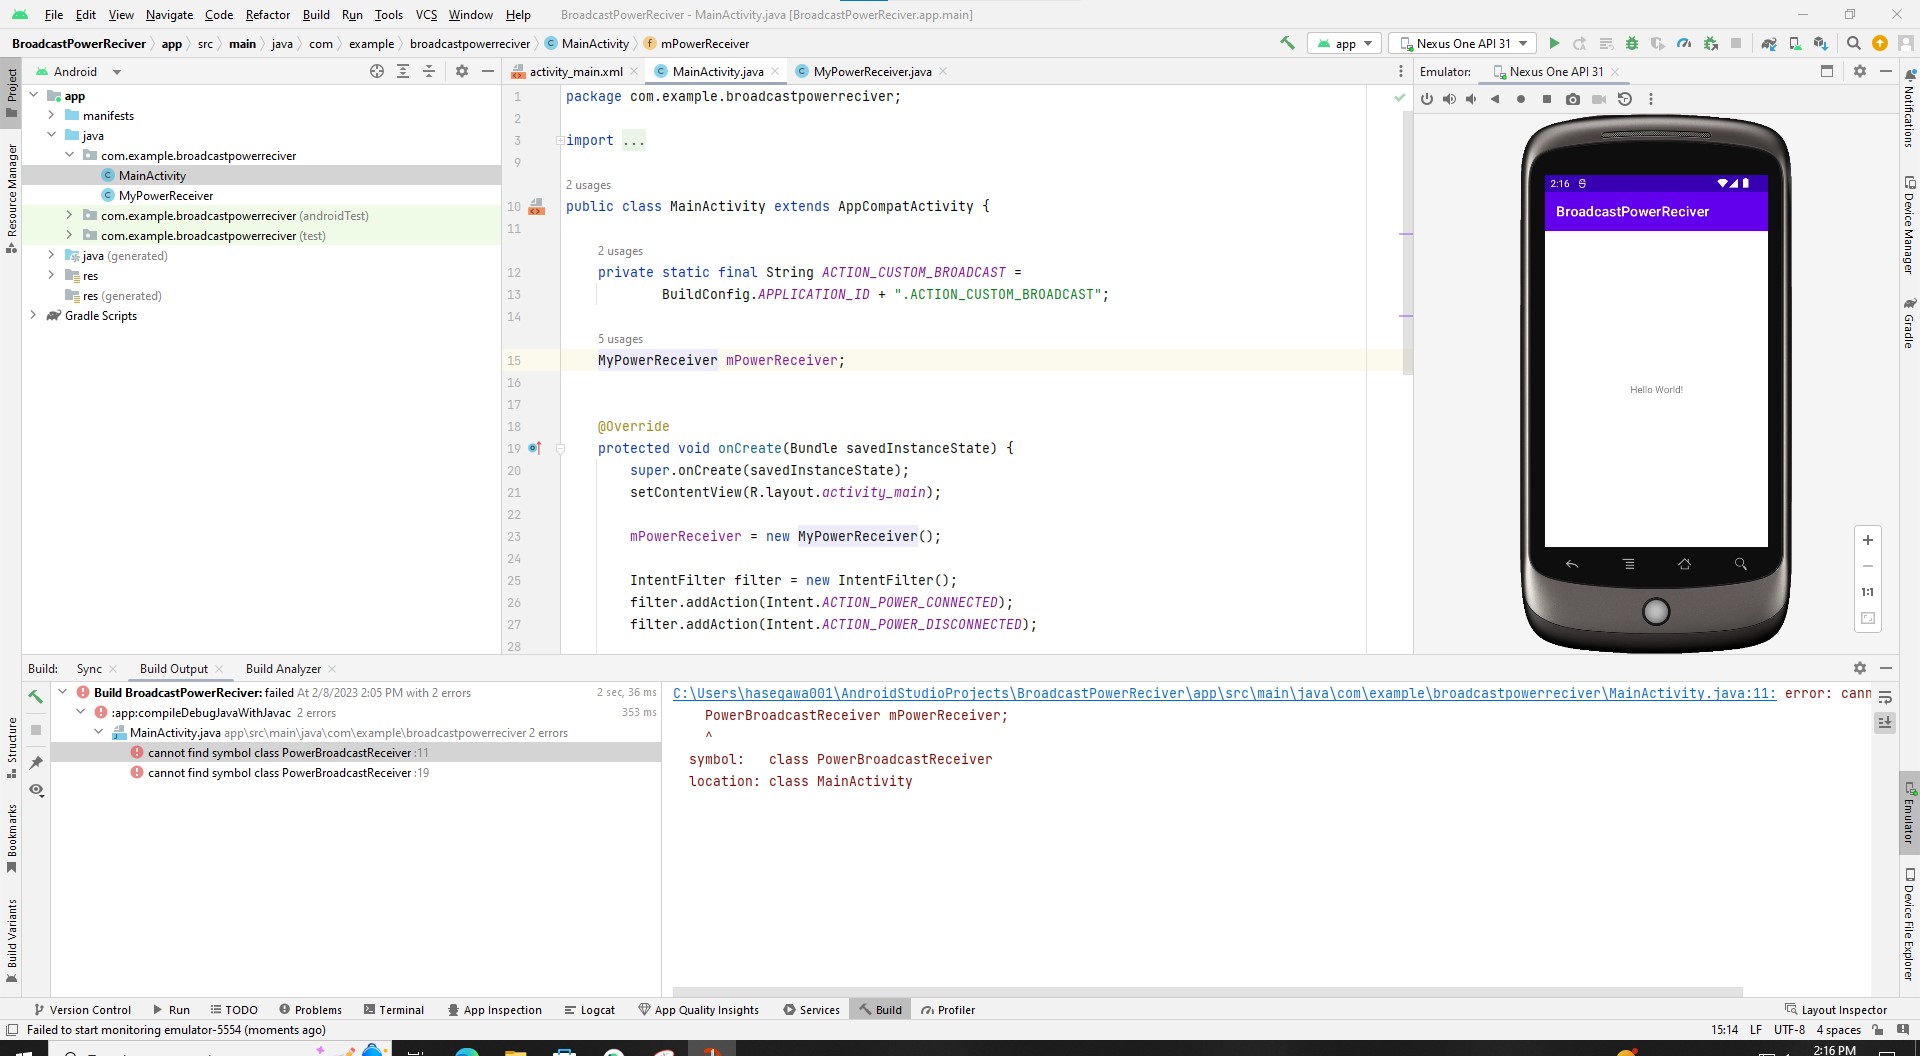 File Edit View Navigate Code Refactor Build Run Tools VCS Window Help BroadcastPowerReciver - MainActivity.java [BroadcastPowerReciver.app.main]
BroadcastPowerReciver app src main java com example broadcastpowerreciver MainActivity mPowerReceiver app Nexus One API 31
Project
Resource Manager
Structure
Bookmarks
Build Variants
Android
app
manifests
java
com.example.broadcastpowerreciver
MainActivity
MyPowerReceiver
com.example.broadcastpowerreciver (androidTest)
com.example.broadcastpowerreciver (test)
java (generated)
res
res (generated)
Gradle Scripts
activity_main.xml MainActivity.java MyPowerReceiver.java
1 package com.example.broadcastpowerreciver;
2
3 import ...
9
2 usages
10 public class MainActivity extends AppCompatActivity {
11
2 usages
12 private static final String ACTION_CUSTOM_BROADCAST =
13 BuildConfig.APPLICATION_ID + ".ACTION_CUSTOM_BROADCAST";
14
5 usages
15 MyPowerReceiver mPowerReceiver;
16
17
18 @Override
19 protected void onCreate(Bundle savedInstanceState) {
20 super.onCreate(savedInstanceState);
21 setContentView(R.layout.activity_main);
22
23 mPowerReceiver = new MyPowerReceiver();
24
25 IntentFilter filter = new IntentFilter();
26 filter.addAction(Intent.ACTION_POWER_CONNECTED);
27 filter.addAction(Intent.ACTION_POWER_DISCONNECTED);
28
Emulator: Nexus One API 31
2:16
BroadcastPowerReciver
Hello World!
1:1
Notifications
Device Manager
Gradle
Emulator
Device File Explorer
Build: Sync Build Output Build Analyzer
Build BroadcastPowerReciver: failed At 2/8/2023 2:05 PM with 2 errors 2 sec, 36 ms
:app:compileDebugJavaWithJavac 2 errors 353 ms
MainActivity.java app\src\main\java\com\example\broadcastpowerreciver 2 errors
cannot find symbol class PowerBroadcastReceiver :11
cannot find symbol class PowerBroadcastReceiver :19
C:\Users\hasegawa001\AndroidStudioProjects\BroadcastPowerReciver\app\src\main\java\com\example\broadcastpowerreciver\MainActivity.java:11: error: cann
PowerBroadcastReceiver mPowerReceiver;
^
symbol: class PowerBroadcastReceiver
location: class MainActivity
Version Control Run TODO Problems Terminal App Inspection Logcat App Quality Insights Services Build Profiler Layout Inspector
Failed to start monitoring emulator-5554 (moments ago) 15:14 LF UTF-8 4 spaces
2:16 PM